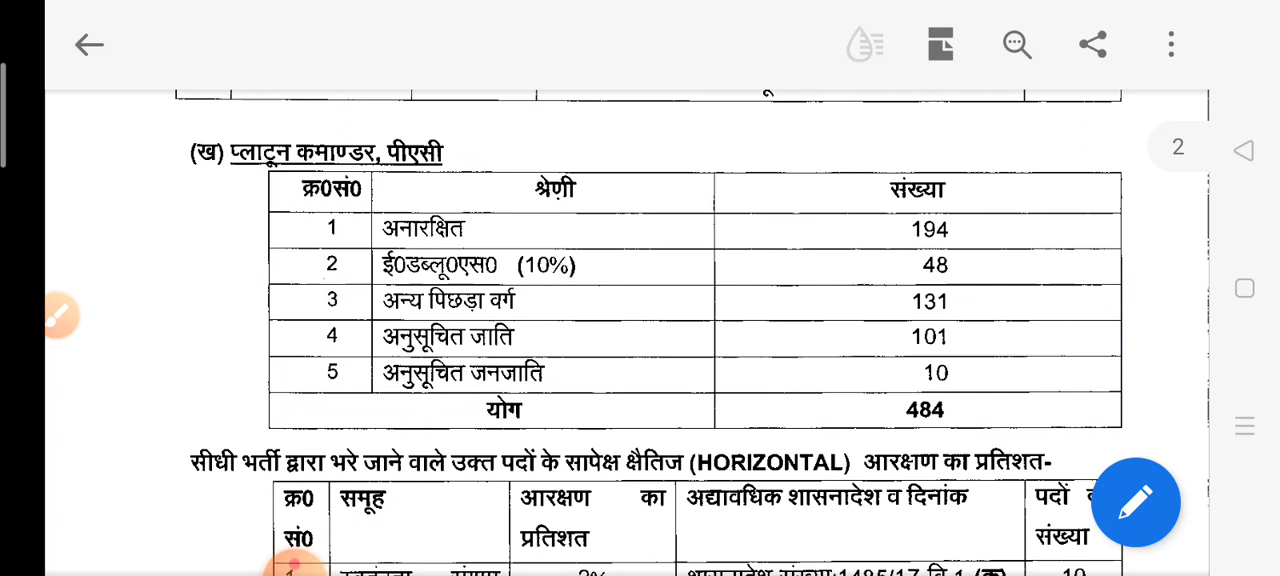 2
(ख) प्लाटून कमाण्डर, पीएसी
क्र0सं0 श्रेणी संख्या
1 अनारक्षित 194
2 ई0डब्लू0एस0 (10%) 48
3 अन्य पिछड़ा वर्ग 131
4 अनुसूचित जाति 101
5 अनुसूचित जनजाति 10
योग 484
सीधी भर्ती द्वारा भरे जाने वाले उक्त पदों के सापेक्ष क्षैतिज (HORIZONTAL) आरक्षण का प्रतिशत-
क्र0 समूह आरक्षण का अद्यावधिक शासनादेश व दिनांक पदों
सं0 प्रतिशत संख्या